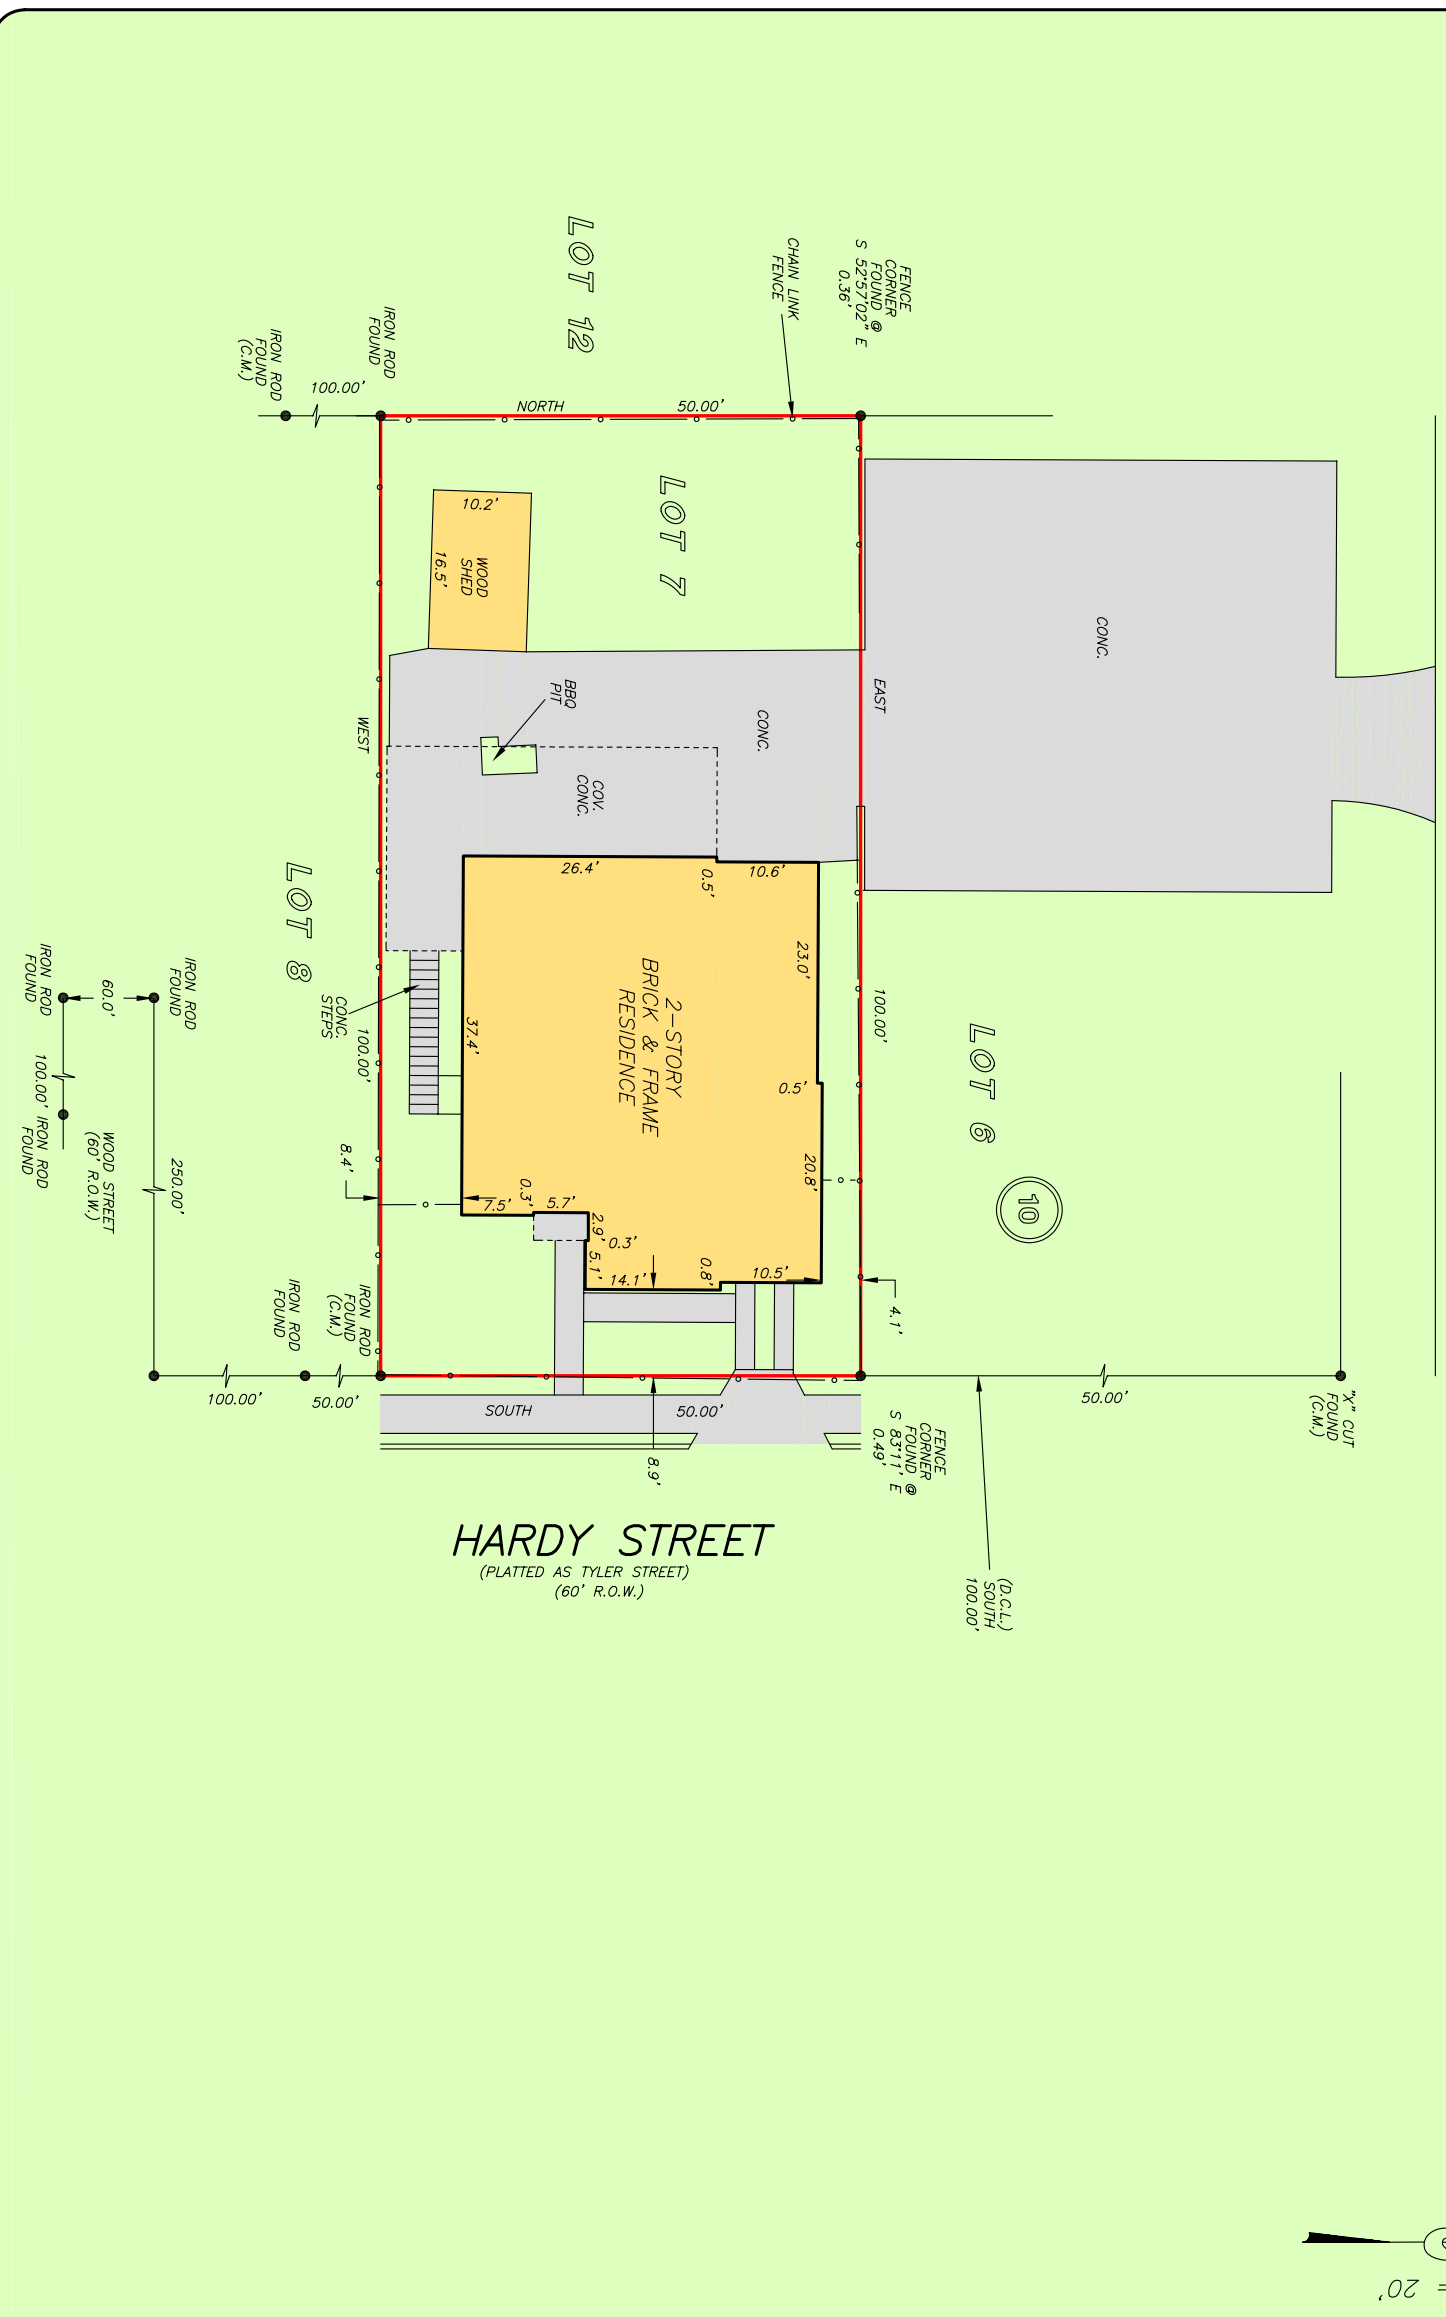 FENCE
CORNER
FOUND @
S 52°57'02" E
0.36'
CHAIN LINK
FENCE
LOT 12
IRON ROD
FOUND
IRON ROD
FOUND
(C.M.)
100.00'
NORTH
50.00'
LOT 7
10.2'
WOOD
SHED
16.5'
CONC.
EAST
BBQ
PIT
CONC.
WEST
COV.
CONC.
26.4'
0.5'
10.6'
LOT 8
23.0'
2-STORY
BRICK & FRAME
RESIDENCE
100.00'
LOT 6
10
CONC.
STEPS
100.00'
37.4'
0.5'
20.8'
IRON ROD
FOUND
IRON ROD
FOUND
60.0'
100.00'
IRON ROD
FOUND
WOOD STREET
(60' R.O.W.)
250.00'
8.4'
7.5'
0.3'
5.7'
2.9'
0.3'
5.1'
14.1'
0.8'
10.5'
4.1'
IRON ROD
FOUND
IRON ROD
FOUND
(C.M.)
100.00'
50.00'
SOUTH
50.00'
8.9'
50.00'
"X" CUT
FOUND
(C.M.)
FENCE
CORNER
FOUND @
S 83°11' E
0.49'
HARDY STREET
(PLATTED AS TYLER STREET)
(60' R.O.W.)
(D.C.L.)
SOUTH
100.00'
= 20'